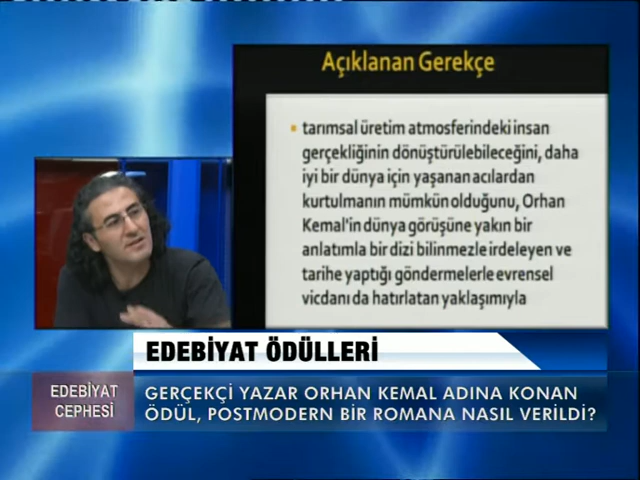 Açıklanan Gerekçe
tarımsal üretim atmosferindeki insan
gerçekliğinin dönüştürülebileceğini, daha
iyi bir dünya için yaşanan acılardan
kurtulmanın mümkün olduğunu, Orhan
Kemal'in dünya görüşüne yakın bir
anlatımla bir dizi bilinmezle irdeleyen ve
tarihe yaptığı göndermelerle evrensel
vicdanı da hatırlatan yaklaşımıyla
EDEBİYAT ÖDÜLLERİ
EDEBİYAT
CEPHESİ
GERÇEKÇİ YAZAR ORHAN KEMAL ADINA KONAN
ÖDÜL, POSTMODERN BİR ROMANA NASIL VERİLDİ?